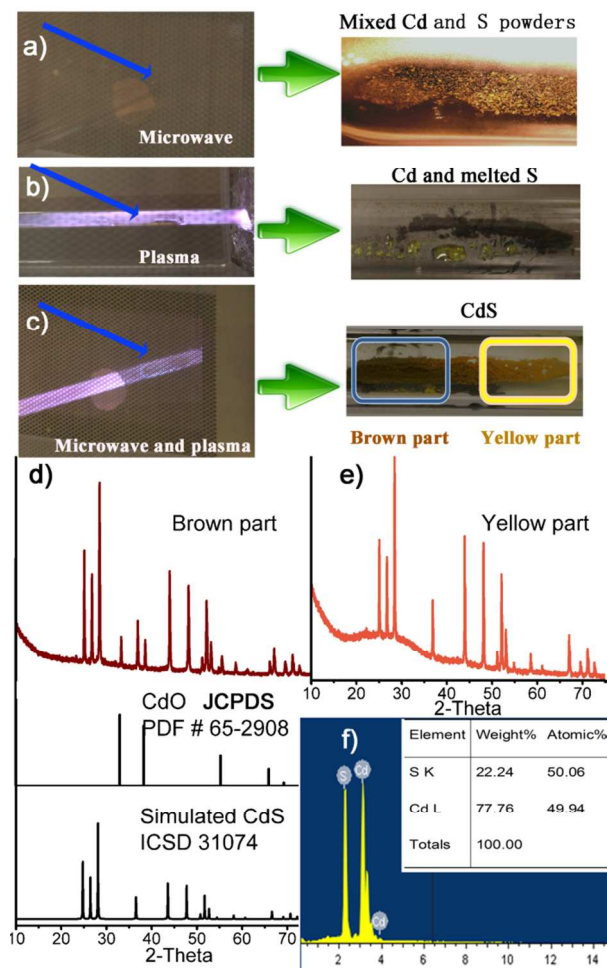 a)
Microwave
Mixed Cd and S powders
b)
Plasma
Cd and melted S
c)
Microwave and plasma
CdS
Brown part
Yellow part
d)
Brown part
CdO JCPDS
PDF # 65-2908
Simulated CdS
ICSD 31074
10 20 30 40 50 60 70
2-Theta
e)
Yellow part
10 20 30 40 50 60 70
2-Theta
f)
S
Cd
Cd
Element Weight% Atomic%
S K 22.24 50.06
Cd L 77.76 49.94
Totals 100.00
0 2 4 6 8 10 12 14